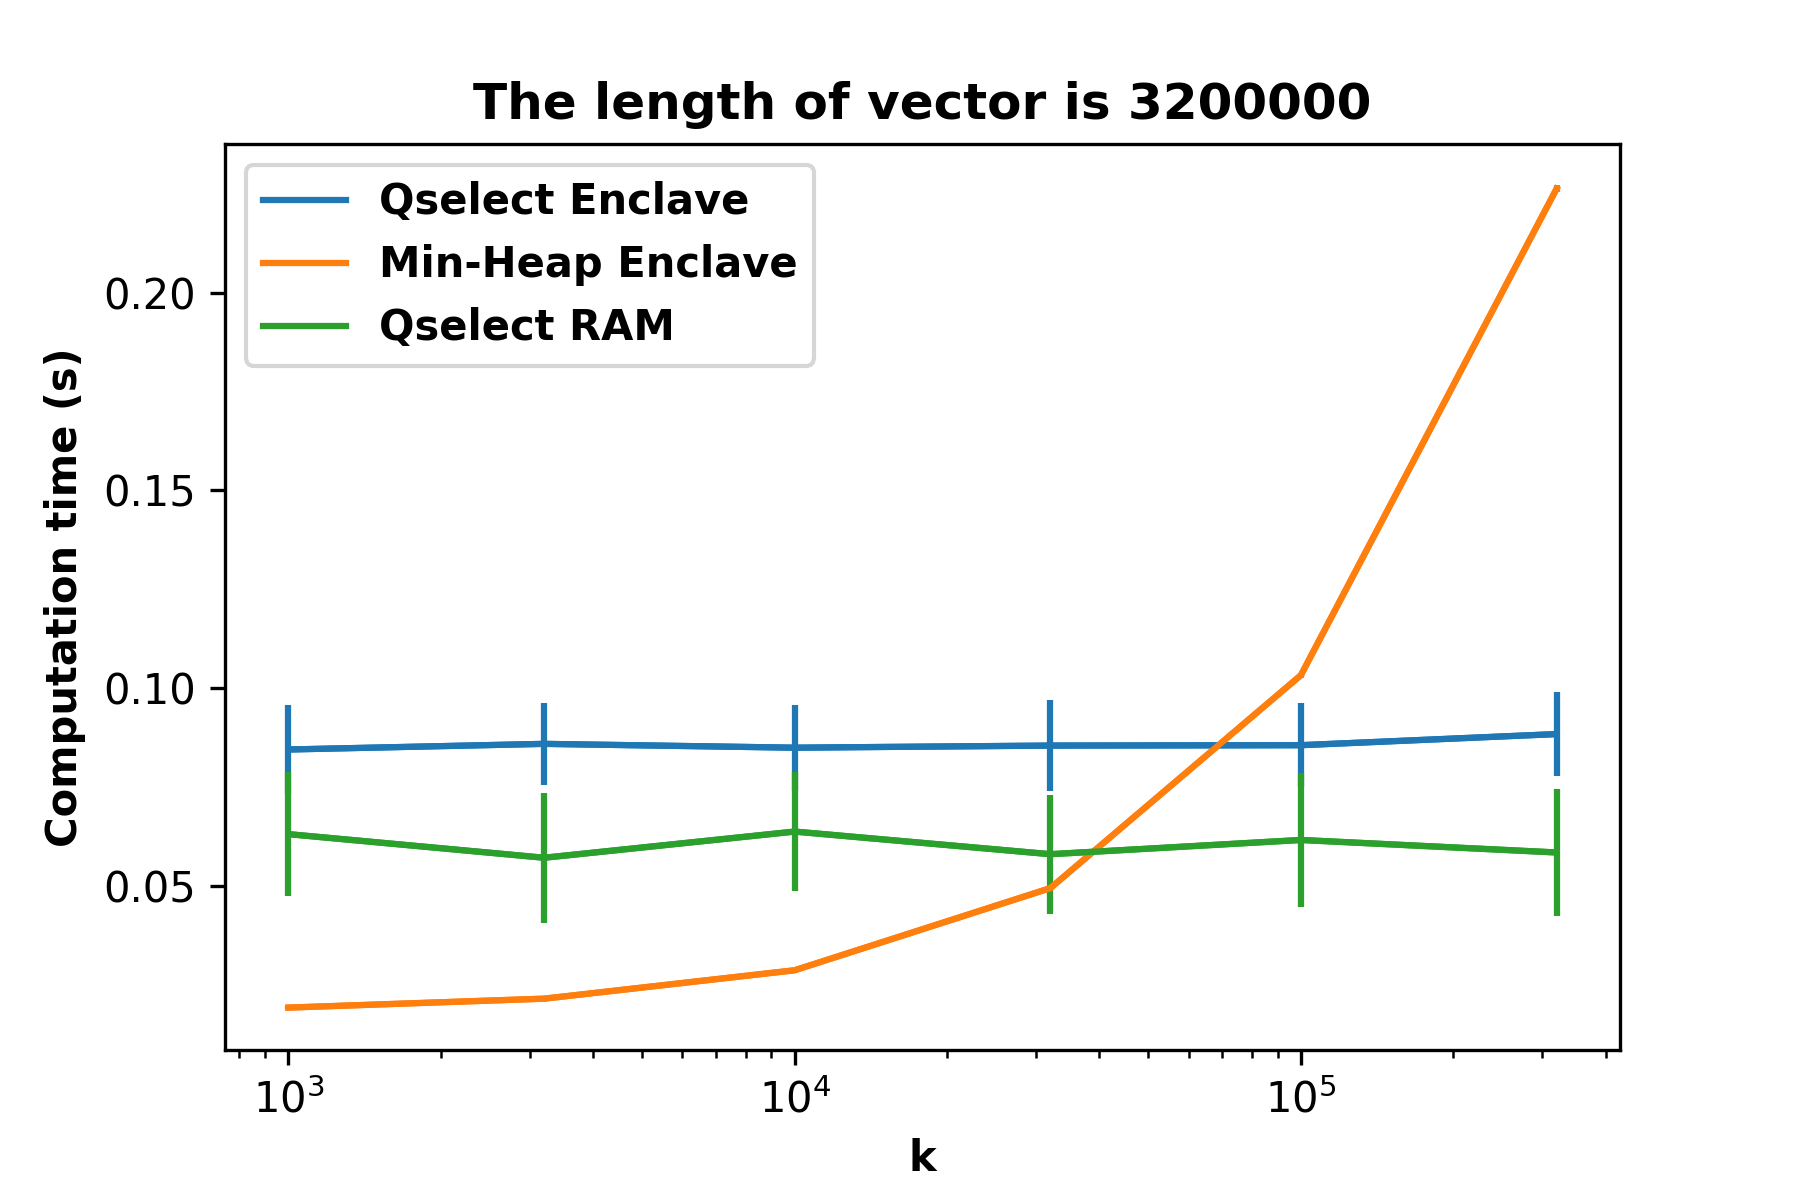 The length of vector is 3200000
Qselect Enclave
Min-Heap Enclave
Qselect RAM
Computation time (s)
0.20
0.15
0.10
0.05
10³
10⁴
10⁵
k